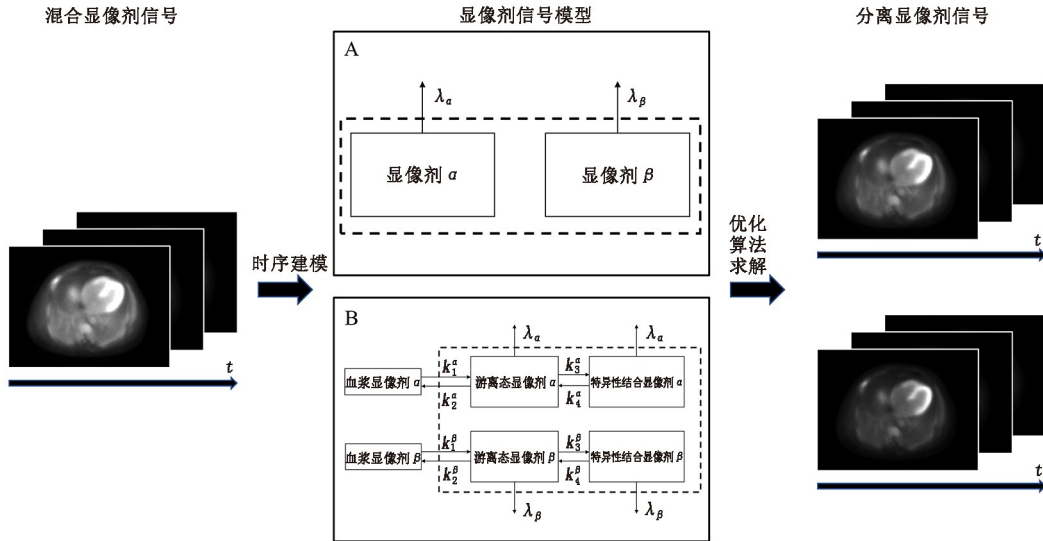 混合显像剂信号
显像剂信号模型
分离显像剂信号
A
λα
λβ
显像剂 α
显像剂 β
时序建模
优化
算法
求解
t
t
B
λα
λα
血浆显像剂 α
k1α
k2α
游离态显像剂 α
k3α
k4α
特异性结合显像剂 α
血浆显像剂 β
k1β
k2β
游离态显像剂 β
k3β
k4β
特异性结合显像剂 β
λβ
λβ
t